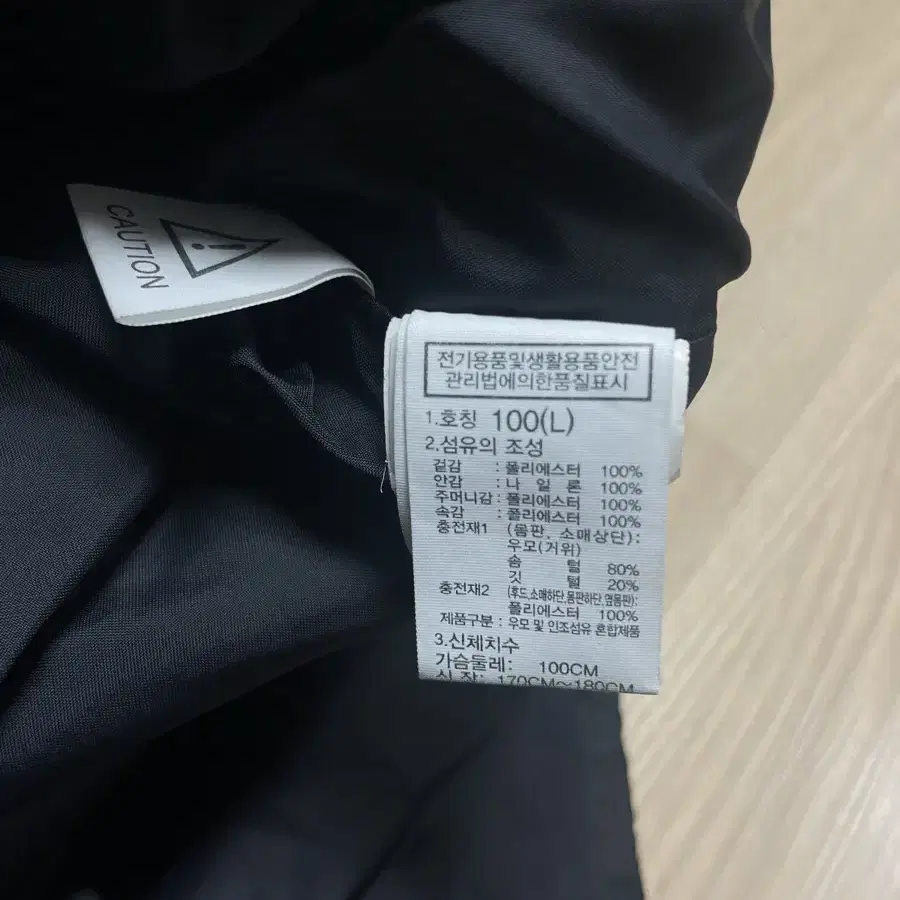 CAUTION
전기용품및생활용품안전
관리법에의한품질표시
1.호칭 100(L)
2.섬유의 조성
겉감 : 폴리에스터 100%
안감 : 나 일 론 100%
주머니감 : 폴리에스터 100%
속감 : 폴리에스터 100%
충전재1 (몸판, 소매상단):
우모(거위)
솜 털 80%
깃 털 20%
충전재2 (후드,소매하단,몸판하단,옆몸판):
폴리에스터 100%
제품구분 : 우모 및 인조섬유 혼합제품
3.신체치수
가슴둘레: 100CM
신 장: 170CM~180CM